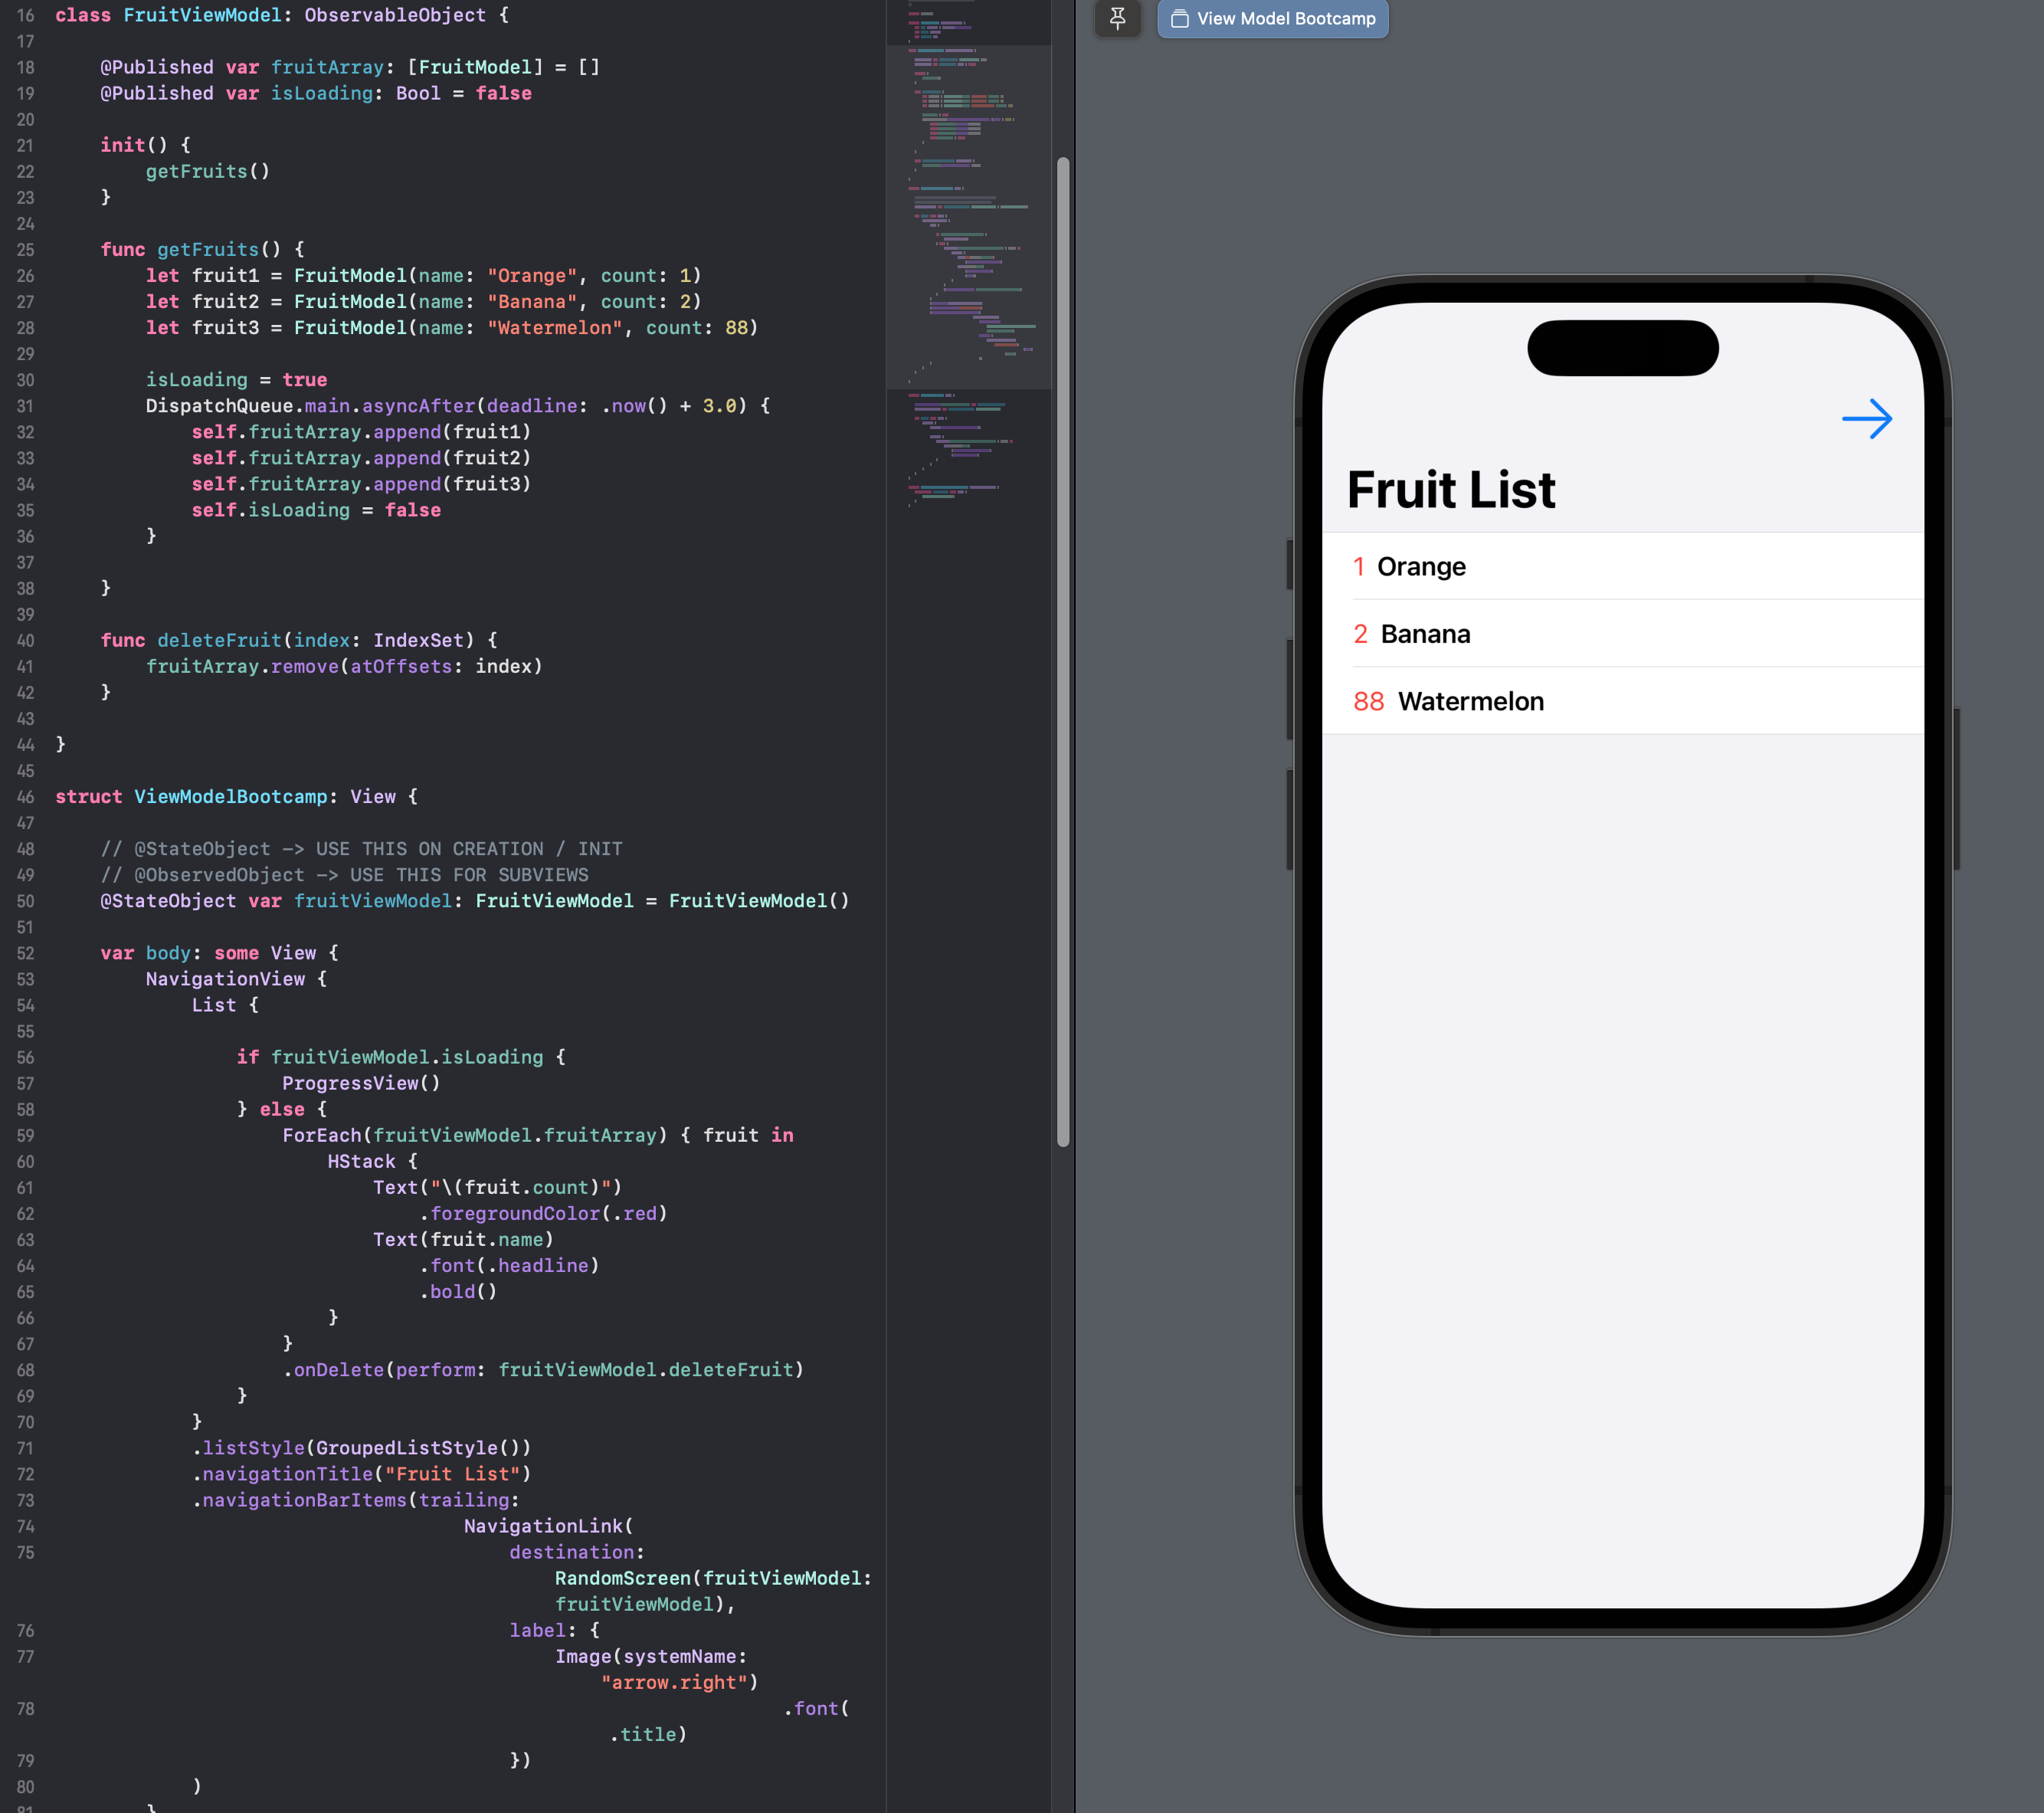 16 class FruitViewModel: ObservableObject {
17
18     @Published var fruitArray: [FruitModel] = []
19     @Published var isLoading: Bool = false
20
21     init() {
22         getFruits()
23     }
24
25     func getFruits() {
26         let fruit1 = FruitModel(name: "Orange", count: 1)
27         let fruit2 = FruitModel(name: "Banana", count: 2)
28         let fruit3 = FruitModel(name: "Watermelon", count: 88)
29
30         isLoading = true
31         DispatchQueue.main.asyncAfter(deadline: .now() + 3.0) {
32             self.fruitArray.append(fruit1)
33             self.fruitArray.append(fruit2)
34             self.fruitArray.append(fruit3)
35             self.isLoading = false
36         }
37
38     }
39
40     func deleteFruit(index: IndexSet) {
41         fruitArray.remove(atOffsets: index)
42     }
43
44 }
45
46 struct ViewModelBootcamp: View {
47
48     // @StateObject -> USE THIS ON CREATION / INIT
49     // @ObservedObject -> USE THIS FOR SUBVIEWS
50     @StateObject var fruitViewModel: FruitViewModel = FruitViewModel()
51
52     var body: some View {
53         NavigationView {
54             List {
55
56                 if fruitViewModel.isLoading {
57                     ProgressView()
58                 } else {
59                     ForEach(fruitViewModel.fruitArray) { fruit in
60                         HStack {
61                             Text("\(fruit.count)")
62                                 .foregroundColor(.red)
63                             Text(fruit.name)
64                                 .font(.headline)
65                                 .bold()
66                         }
67                     }
68                     .onDelete(perform: fruitViewModel.deleteFruit)
69                 }
70             }
71             .listStyle(GroupedListStyle())
72             .navigationTitle("Fruit List")
73             .navigationBarItems(trailing:
74                                     NavigationLink(
75                                         destination:
                                            RandomScreen(fruitViewModel:
                                            fruitViewModel),
76                                         label: {
77                                             Image(systemName:
                                                "arrow.right")
78                                                                 .font(
                                                 .title)
79                                         })
80             )
81         }
View Model Bootcamp
Fruit List
1 Orange
2 Banana
88 Watermelon